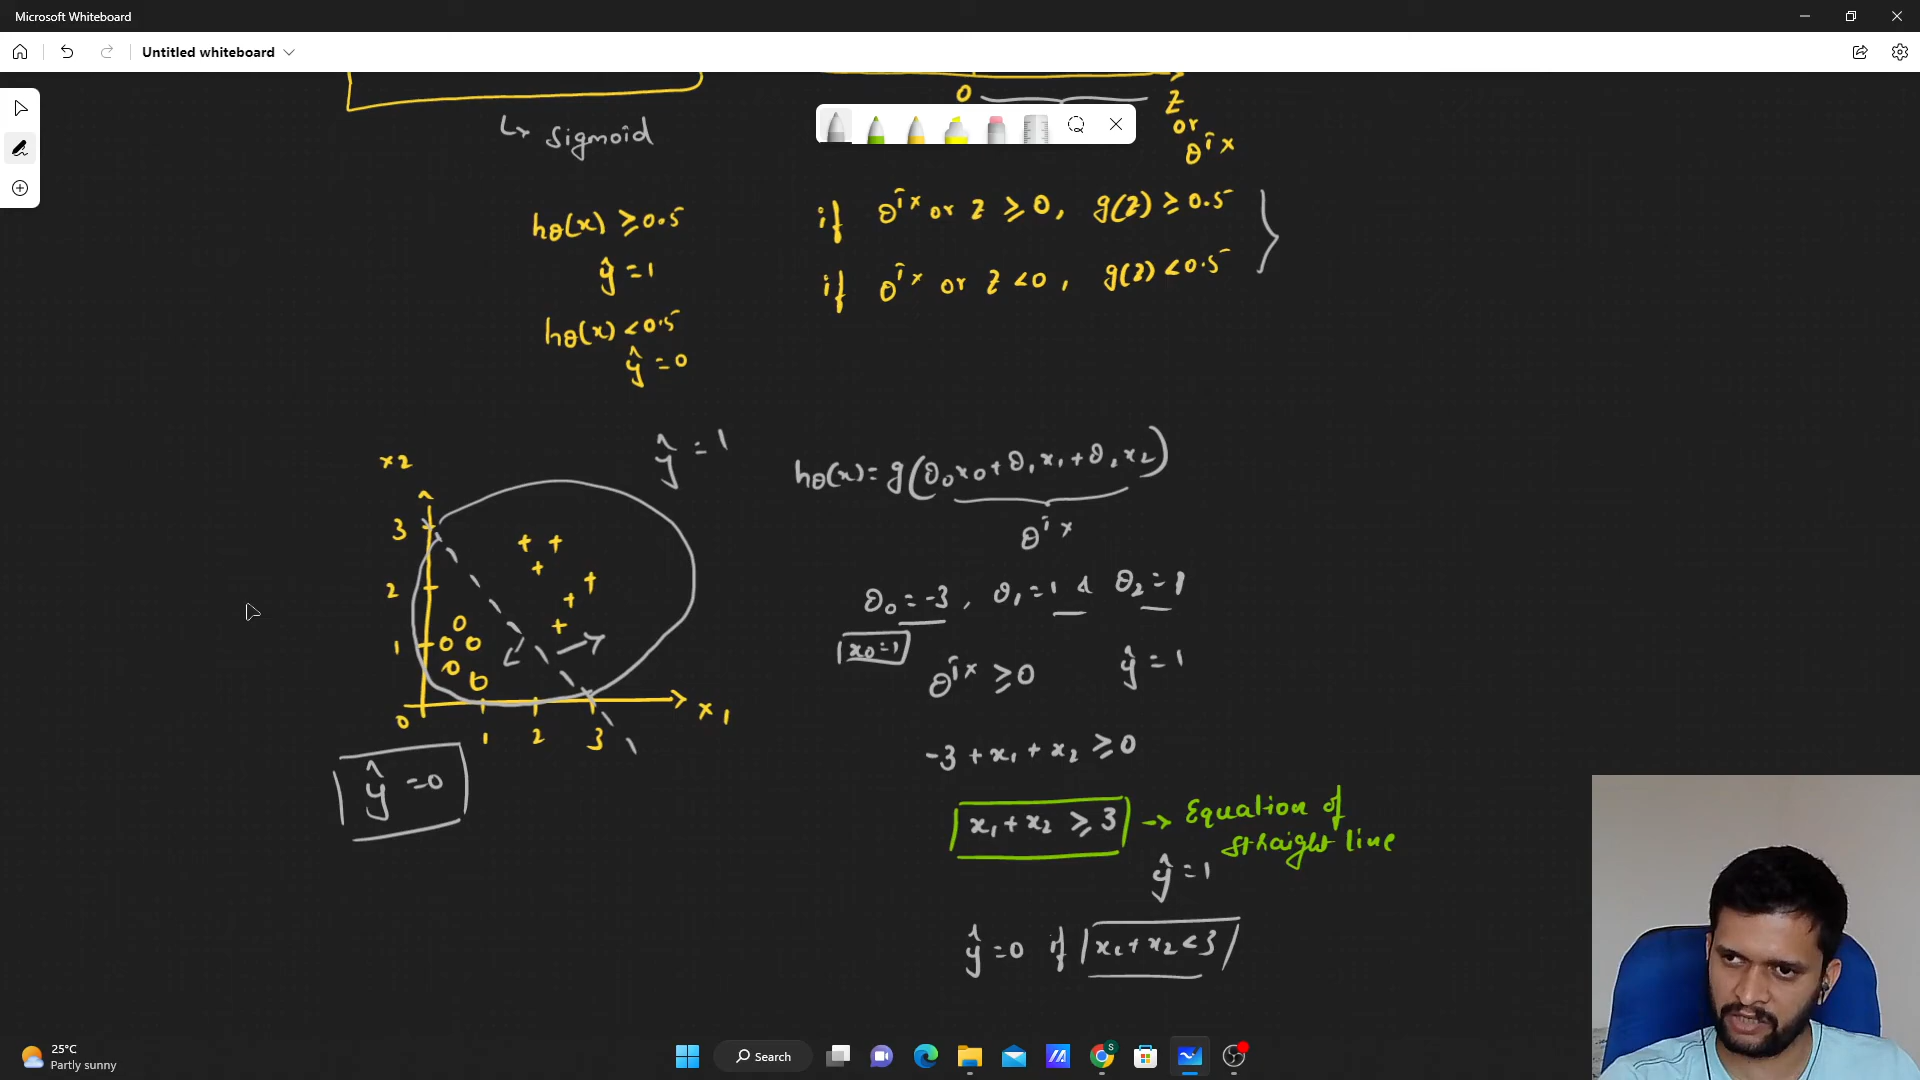 Microsoft Whiteboard
Untitled whiteboard
0
z
or
θᵀx
↳ Sigmoid
hθ(x) ≥ 0.5
ŷ = 1
hθ(x) < 0.5
ŷ = 0
if θᵀx or z ≥ 0, g(z) ≥ 0.5
if θᵀx or z < 0, g(z) < 0.5
x2
3
2
1
0
1 2 3
x1
ŷ = 1
ŷ = 0
hθ(x) = g(θ₀x₀ + θ₁x₁ + θ₂x₂)
θᵀx
θ₀ = -3, θ₁ = 1 & θ₂ = 1
x₀ = 1
θᵀx ≥ 0 ŷ = 1
-3 + x₁ + x₂ ≥ 0
x₁ + x₂ ≥ 3 → Equation of
straight line
ŷ = 1
ŷ = 0 if x₁ + x₂ < 3
25°C
Partly sunny
Search
S